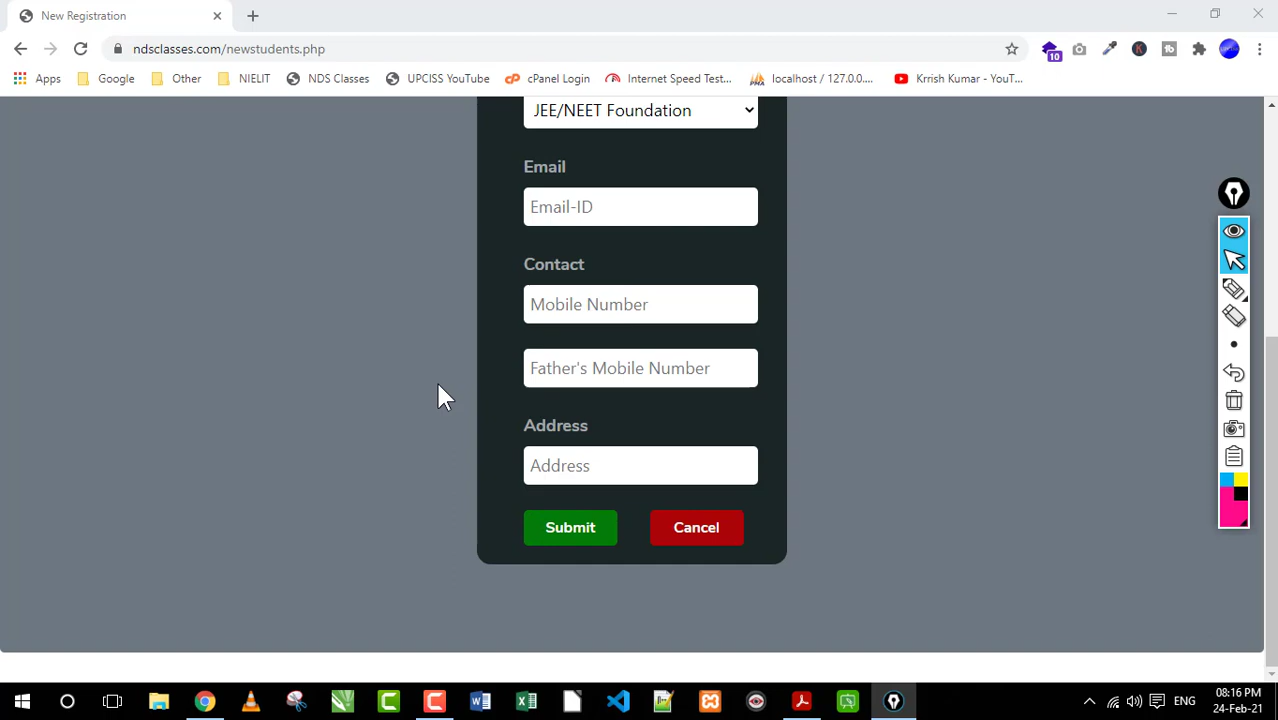 New Registration
ndsclasses.com/newstudents.php
10
Apps Google Other NIELIT NDS Classes UPCISS YouTube cPanel Login Internet Speed Test... localhost / 127.0.0.... Krrish Kumar - YouT...
JEE/NEET Foundation
Email
Email-ID
Contact
Mobile Number
Father's Mobile Number
Address
Address
Submit Cancel
ENG
08:16 PM
24-Feb-21